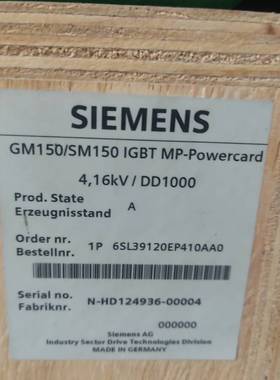 SIEMENS
GM150/SM150 IGBT MP-Powercard
4,16kV / DD1000
Prod. State
Erzeugnisstand A
Order nr.
Bestellnr. 1P 6SL39120EP410AA0
Serial no.
Fabriknr. N-HD124936-00004
000000
Siemens AG
Industry Sector Drive Technologies Division
MADE IN GERMANY